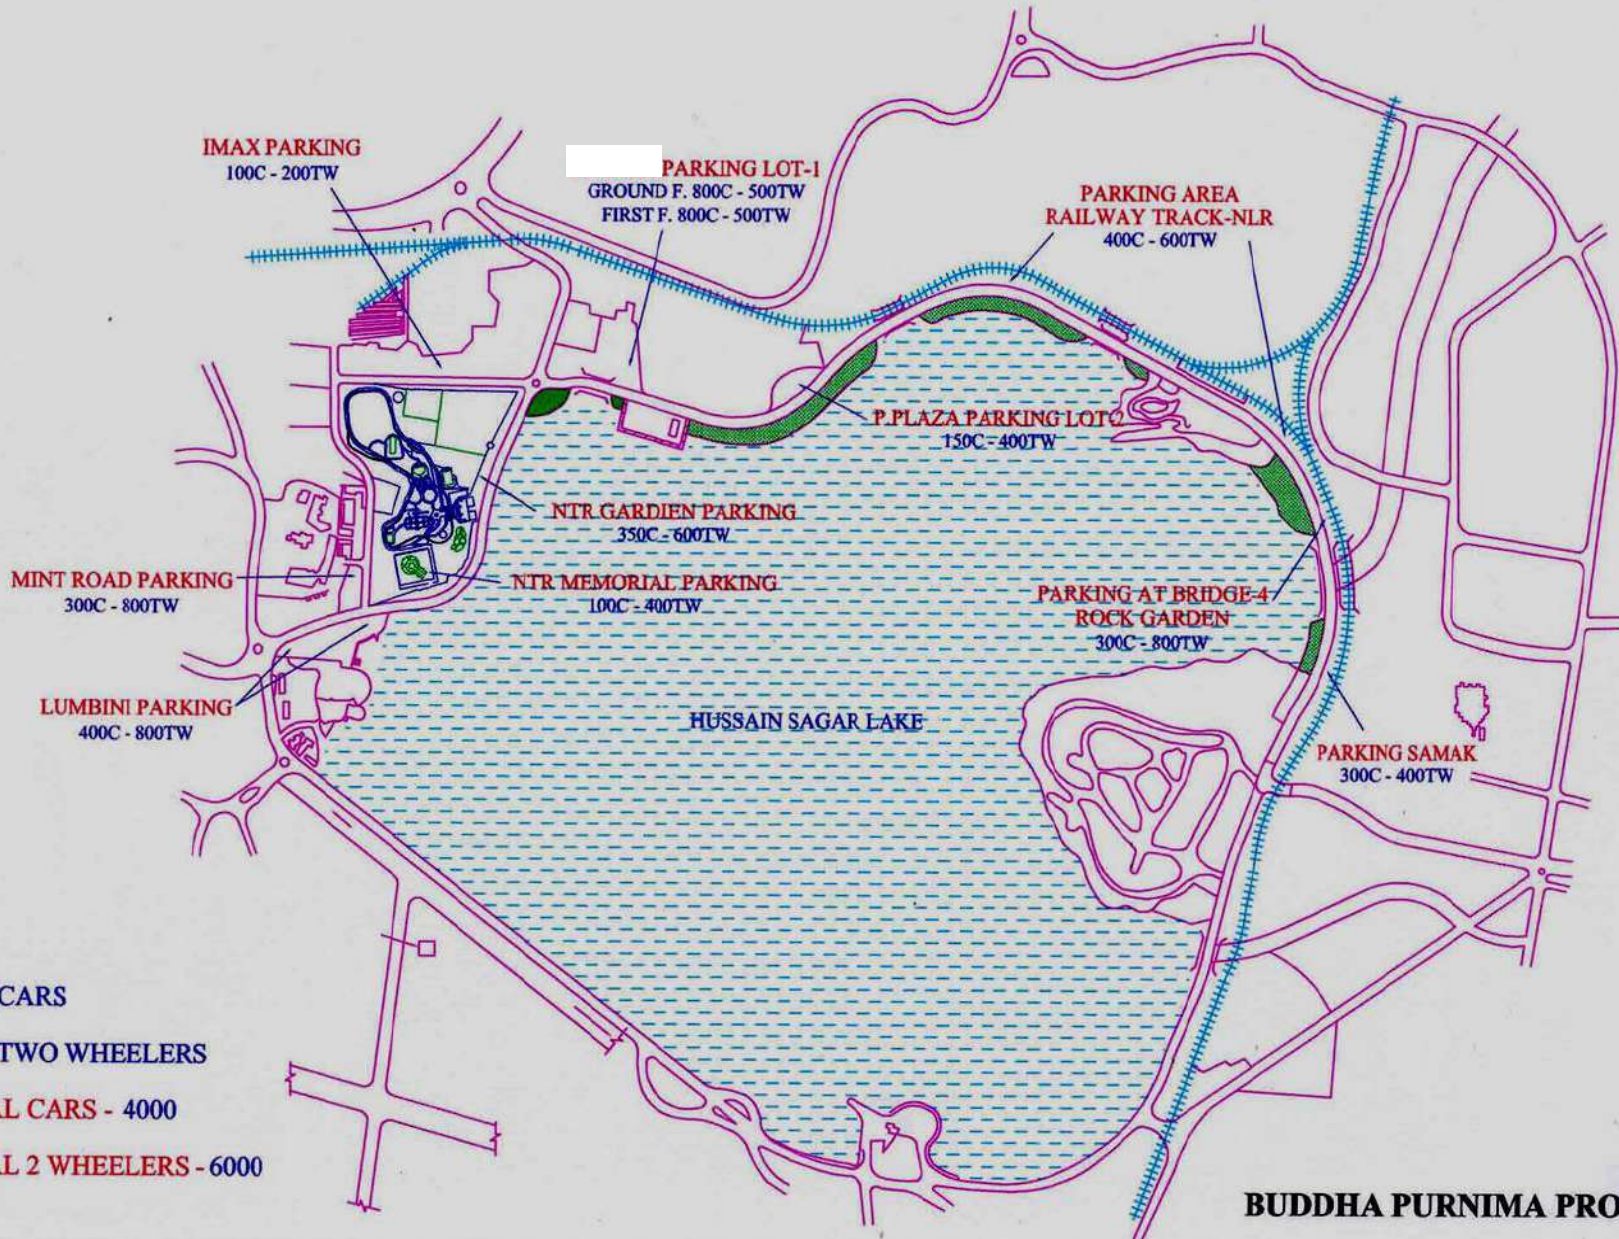 IMAX PARKING
100C - 200TW
PARKING LOT-1
GROUND F. 800C - 500TW
FIRST F. 800C - 500TW
PARKING AREA
RAILWAY TRACK-NLR
400C - 600TW
P.PLAZA PARKING LOT-2
150C - 400TW
NTR GARDIEN PARKING
350C - 600TW
MINT ROAD PARKING
300C - 800TW
NTR MEMORIAL PARKING
100C - 400TW
PARKING AT BRIDGE-4
ROCK GARDEN
300C - 800TW
LUMBINI PARKING
400C - 800TW
HUSSAIN SAGAR LAKE
PARKING SAMAK
300C - 400TW
CARS
TWO WHEELERS
AL CARS - 4000
AL 2 WHEELERS - 6000
BUDDHA PURNIMA PRO